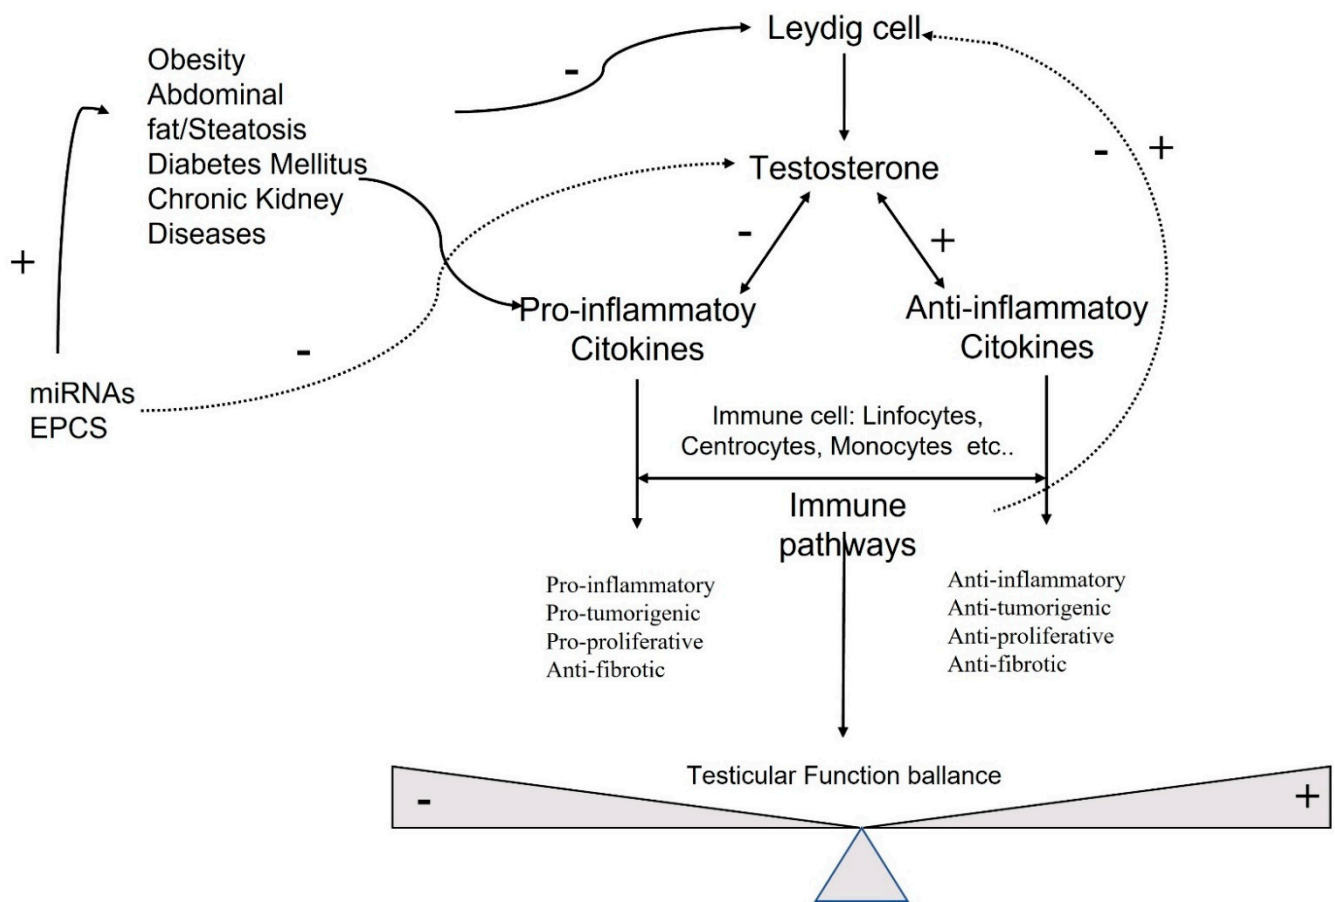 Leydig cell
-
Obesity
Abdominal
fat/Steatosis
Diabetes Mellitus
Chronic Kidney
Diseases
- +
Testosterone
-
+
+
Pro-inflammatoy
Citokines
Anti-inflammatoy
Citokines
-
miRNAs
EPCS
Immune cell: Linfocytes,
Centrocytes, Monocytes etc..
Immune
pathways
Pro-inflammatory
Pro-tumorigenic
Pro-proliferative
Anti-fibrotic
Anti-inflammatory
Anti-tumorigenic
Anti-proliferative
Anti-fibrotic
Testicular Function ballance
-
+